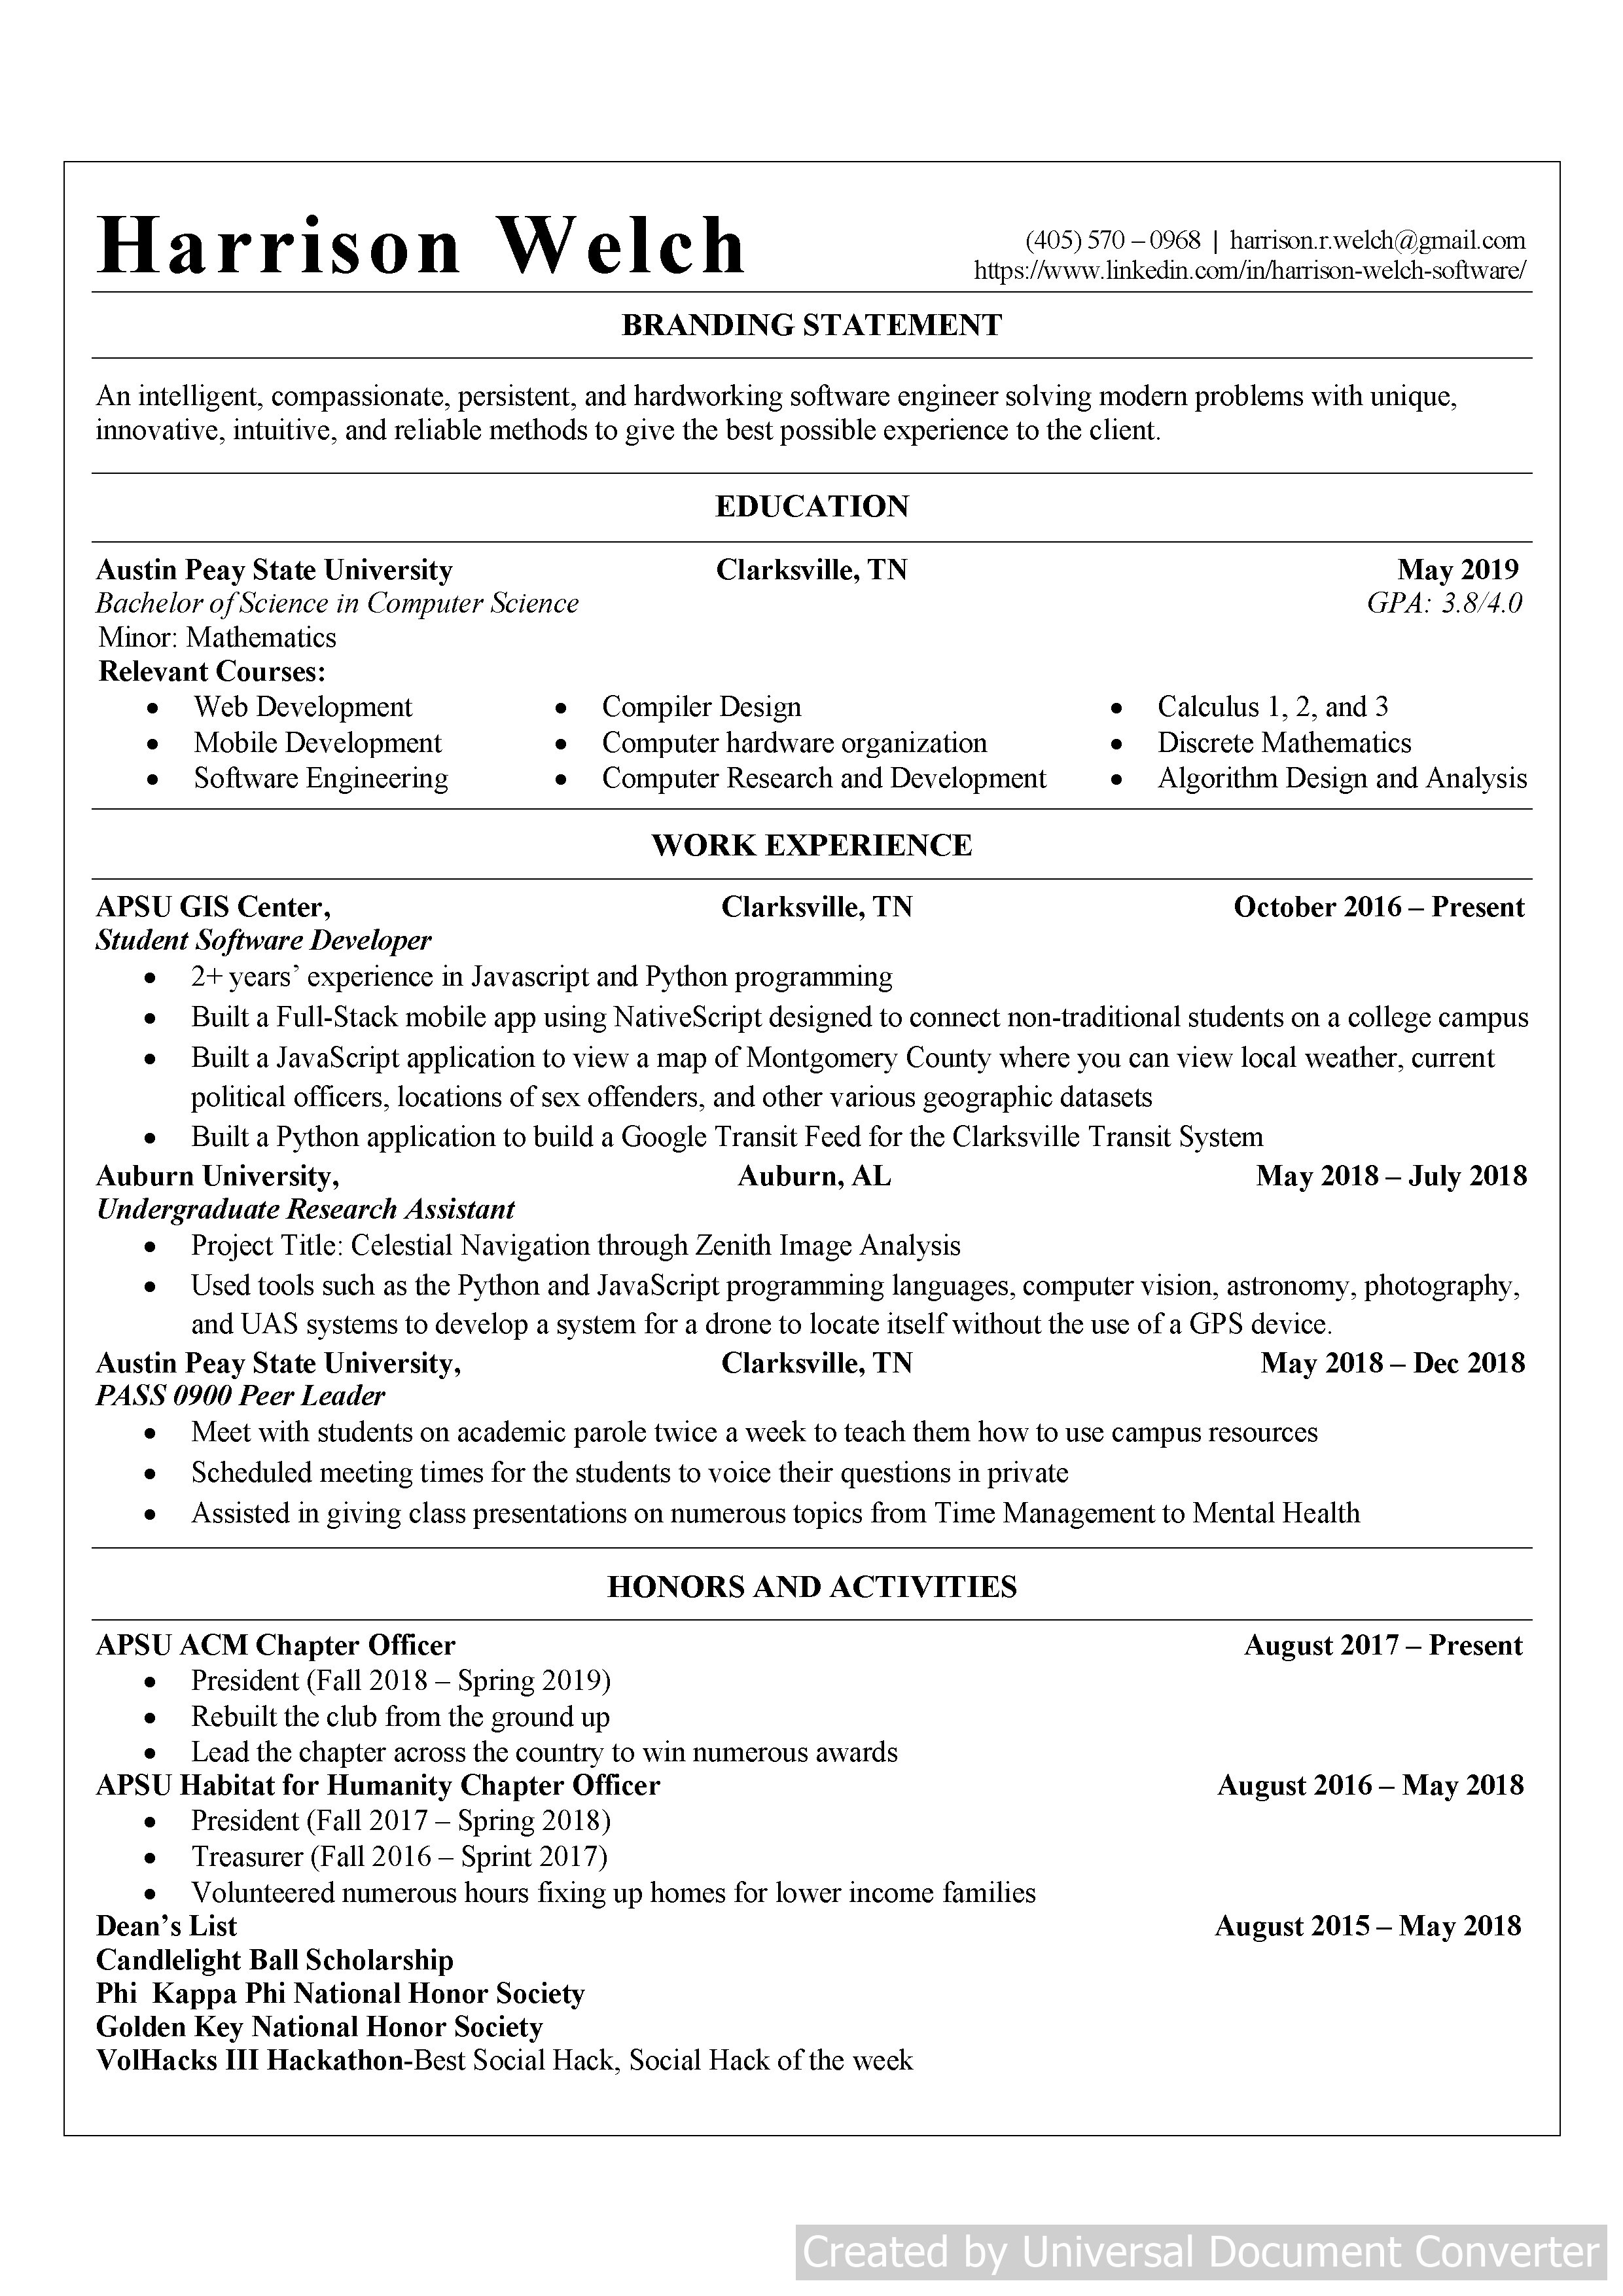 Harrison Welch
(405) 570 – 0968 | harrison.r.welch@gmail.com
https://www.linkedin.com/in/harrison-welch-software/
BRANDING STATEMENT
An intelligent, compassionate, persistent, and hardworking software engineer solving modern problems with unique,
innovative, intuitive, and reliable methods to give the best possible experience to the client.
EDUCATION
Austin Peay State University Clarksville, TN May 2019
Bachelor of Science in Computer Science GPA: 3.8/4.0
Minor: Mathematics
Relevant Courses:
• Web Development • Compiler Design • Calculus 1, 2, and 3
• Mobile Development • Computer hardware organization • Discrete Mathematics
• Software Engineering • Computer Research and Development • Algorithm Design and Analysis
WORK EXPERIENCE
APSU GIS Center, Clarksville, TN October 2016 – Present
Student Software Developer
• 2+ years’ experience in Javascript and Python programming
• Built a Full-Stack mobile app using NativeScript designed to connect non-traditional students on a college campus
• Built a JavaScript application to view a map of Montgomery County where you can view local weather, current
political officers, locations of sex offenders, and other various geographic datasets
• Built a Python application to build a Google Transit Feed for the Clarksville Transit System
Auburn University, Auburn, AL May 2018 – July 2018
Undergraduate Research Assistant
• Project Title: Celestial Navigation through Zenith Image Analysis
• Used tools such as the Python and JavaScript programming languages, computer vision, astronomy, photography,
and UAS systems to develop a system for a drone to locate itself without the use of a GPS device.
Austin Peay State University, Clarksville, TN May 2018 – Dec 2018
PASS 0900 Peer Leader
• Meet with students on academic parole twice a week to teach them how to use campus resources
• Scheduled meeting times for the students to voice their questions in private
• Assisted in giving class presentations on numerous topics from Time Management to Mental Health
HONORS AND ACTIVITIES
APSU ACM Chapter Officer August 2017 – Present
• President (Fall 2018 – Spring 2019)
• Rebuilt the club from the ground up
• Lead the chapter across the country to win numerous awards
APSU Habitat for Humanity Chapter Officer August 2016 – May 2018
• President (Fall 2017 – Spring 2018)
• Treasurer (Fall 2016 – Sprint 2017)
• Volunteered numerous hours fixing up homes for lower income families
Dean’s List August 2015 – May 2018
Candlelight Ball Scholarship
Phi Kappa Phi National Honor Society
Golden Key National Honor Society
VolHacks III Hackathon-Best Social Hack, Social Hack of the week
Created by Universal Document Converter